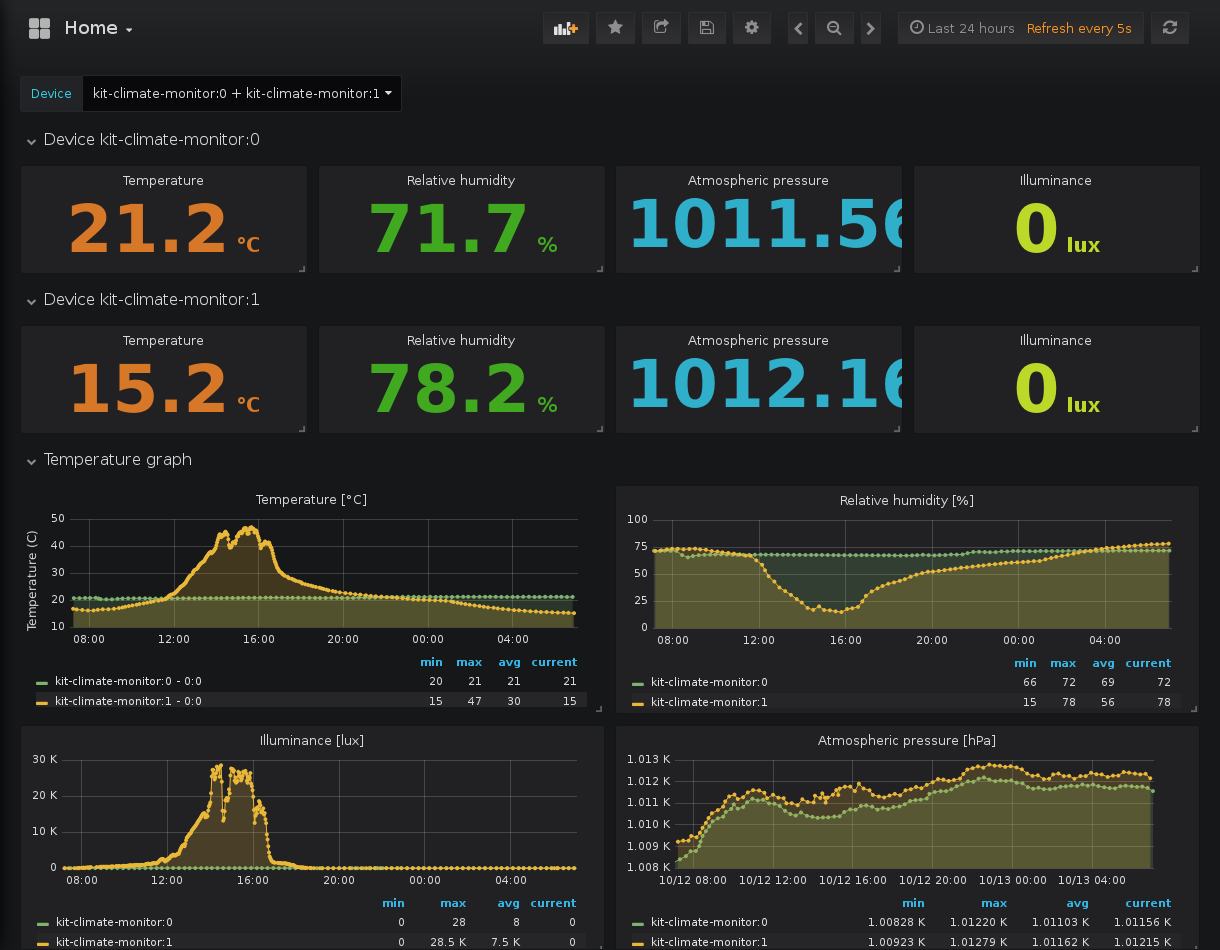 Home
Last 24 hours Refresh every 5s
Device kit-climate-monitor:0 + kit-climate-monitor:1
Device kit-climate-monitor:0
Temperature Relative humidity Atmospheric pressure Illuminance
21.2 °C 71.7 % 1011.56 0 lux
Device kit-climate-monitor:1
Temperature Relative humidity Atmospheric pressure Illuminance
15.2 °C 78.2 % 1012.16 0 lux
Temperature graph
Temperature [°C]
Temperature (C)
50
40
30
20
10
08:00 12:00 16:00 20:00 00:00 04:00
min max avg current
kit-climate-monitor:0 - 0:0 20 21 21 21
kit-climate-monitor:1 - 0:0 15 47 30 15
Relative humidity [%]
100
75
50
25
0
08:00 12:00 16:00 20:00 00:00 04:00
min max avg current
kit-climate-monitor:0 66 72 69 72
kit-climate-monitor:1 15 78 56 78
Illuminance [lux]
30 K
20 K
10 K
0
08:00 12:00 16:00 20:00 00:00 04:00
min max avg current
kit-climate-monitor:0 0 28 8 0
kit-climate-monitor:1 0 28.5 K 7.5 K 0
Atmospheric pressure [hPa]
1.013 K
1.012 K
1.011 K
1.010 K
1.009 K
1.008 K
10/12 08:00 10/12 12:00 10/12 16:00 10/12 20:00 10/13 00:00 10/13 04:00
min max avg current
kit-climate-monitor:0 1.00828 K 1.01220 K 1.01103 K 1.01156 K
kit-climate-monitor:1 1.00923 K 1.01279 K 1.01162 K 1.01215 K